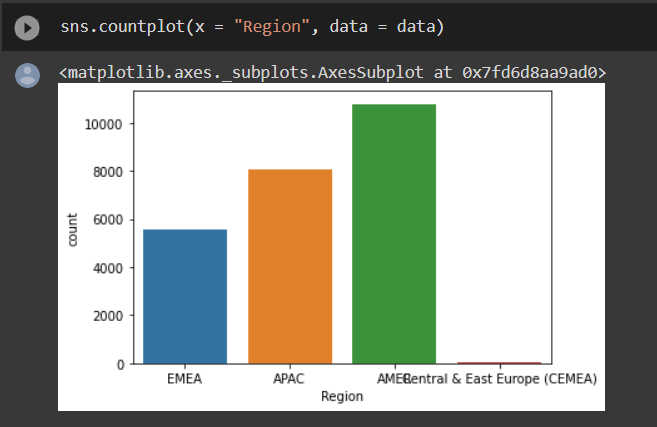 sns.countplot(x = "Region", data = data)
<matplotlib.axes._subplots.AxesSubplot at 0x7fd6d8aa9ad0>
10000
8000
6000
4000
2000
0
count
EMEA APAC AMER Central & East Europe (CEMEA)
Region